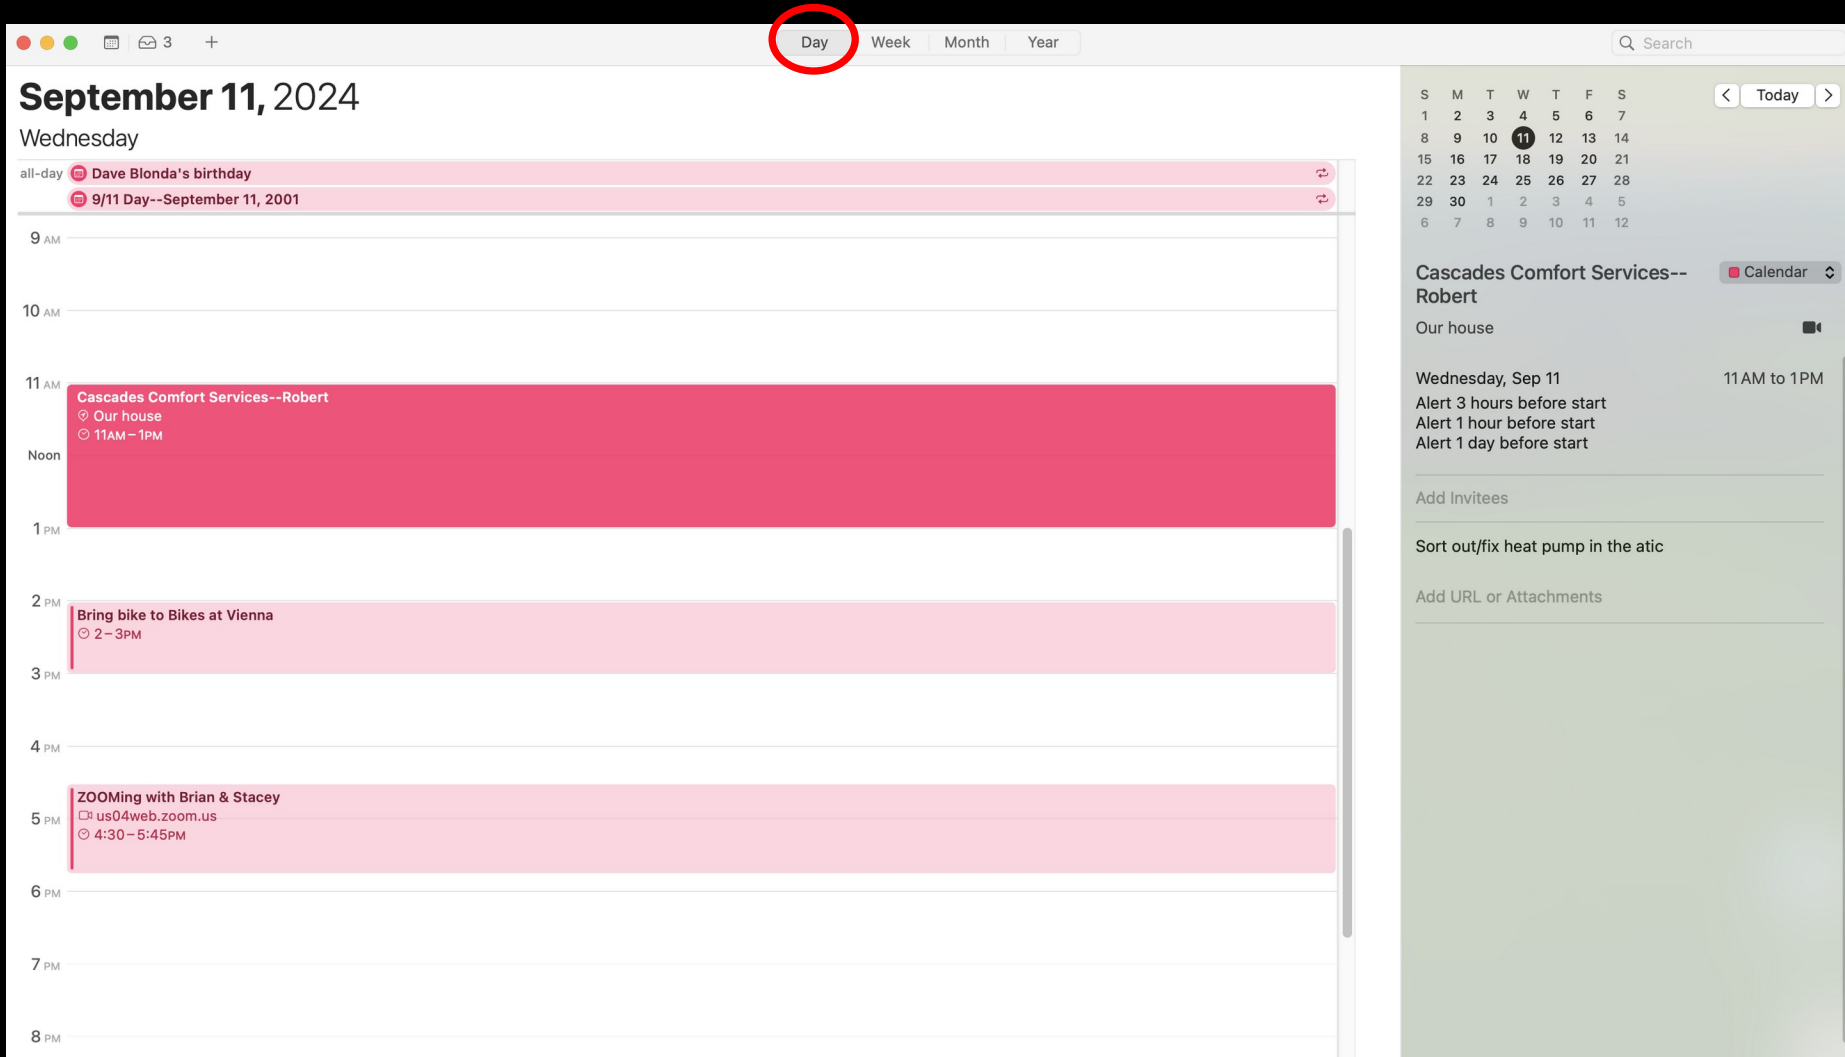 3 +
Day Week Month Year
Search
September 11, 2024
Wednesday
all-day Dave Blonda's birthday
9/11 Day--September 11, 2001
9 AM
10 AM
11 AM
Cascades Comfort Services--Robert
Our house
11AM–1PM
Noon
1 PM
2 PM
Bring bike to Bikes at Vienna
2–3PM
3 PM
4 PM
ZOOMing with Brian & Stacey
5 PM
us04web.zoom.us
4:30–5:45PM
6 PM
7 PM
8 PM
S M T W T F S
< Today >
1 2 3 4 5 6 7
8 9 10 11 12 13 14
15 16 17 18 19 20 21
22 23 24 25 26 27 28
29 30 1 2 3 4 5
6 7 8 9 10 11 12
Cascades Comfort Services--
Robert
Calendar
Our house
Wednesday, Sep 11 11AM to 1PM
Alert 3 hours before start
Alert 1 hour before start
Alert 1 day before start
Add Invitees
Sort out/fix heat pump in the atic
Add URL or Attachments